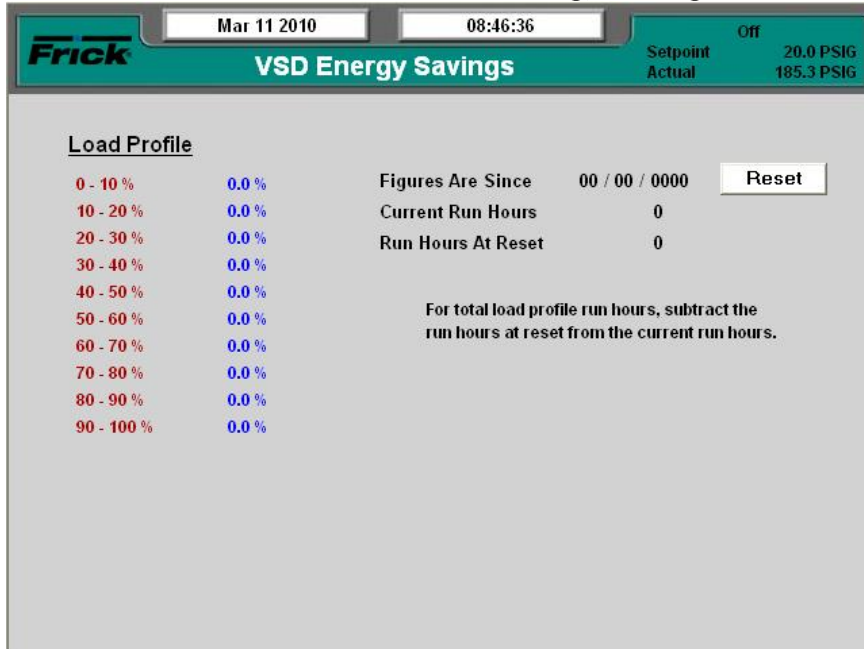 Mar 11 2010
08:46:36
Off
Frick
VSD Energy Savings
Setpoint 20.0 PSIG
Actual 185.3 PSIG
Load Profile
0 - 10 % 0.0 %
10 - 20 % 0.0 %
20 - 30 % 0.0 %
30 - 40 % 0.0 %
40 - 50 % 0.0 %
50 - 60 % 0.0 %
60 - 70 % 0.0 %
70 - 80 % 0.0 %
80 - 90 % 0.0 %
90 - 100 % 0.0 %
Figures Are Since 00 / 00 / 0000 Reset
Current Run Hours 0
Run Hours At Reset 0
For total load profile run hours, subtract the
run hours at reset from the current run hours.